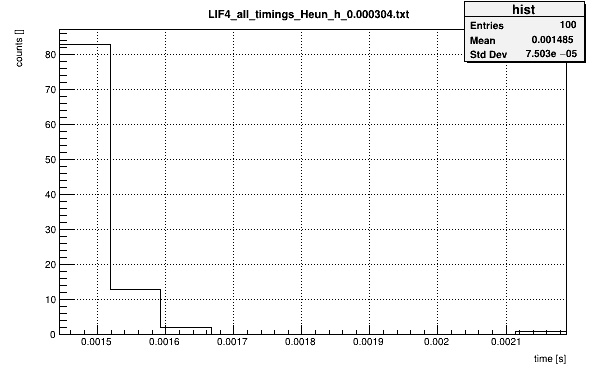 LIF4_all_timings_Heun_h_0.000304.txt
hist
Entries 100
Mean 0.001485
Std Dev 7.503e −05
counts []
80
70
60
50
40
30
20
10
0
0.0015 0.0016 0.0017 0.0018 0.0019 0.002 0.0021
time [s]